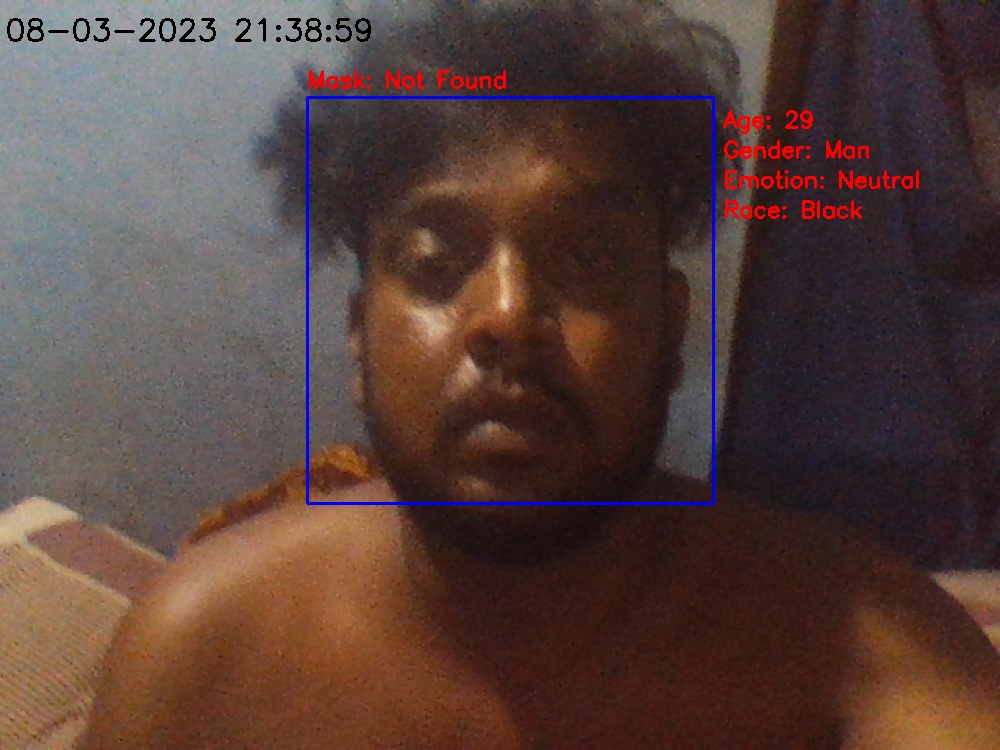 08-03-2023 21:38:59
Mask: Not Found
Age: 29
Gender: Man
Emotion: Neutral
Race: Black